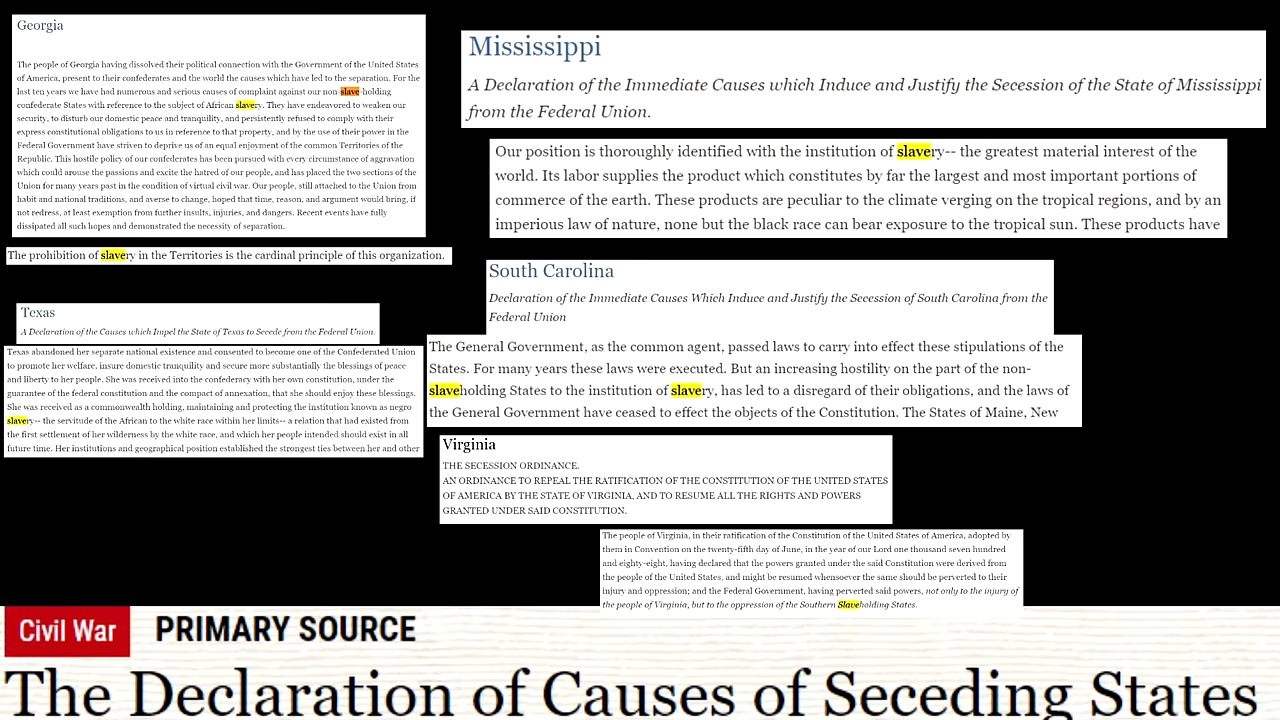 Georgia
The people of Georgia having dissolved their political connection with the Government of the United States
of America, present to their confederates and the world the causes which have led to the separation. For the
last ten years we have had numerous and serious causes of complaint against our non-slave-holding
confederate States with reference to the subject of African slavery. They have endeavored to weaken our
security, to disturb our domestic peace and tranquility, and persistently refused to comply with their
express constitutional obligations to us in reference to that property, and by the use of their power in the
Federal Government have striven to deprive us of an equal enjoyment of the common Territories of the
Republic. This hostile policy of our confederates has been pursued with every circumstance of aggravation
which could arouse the passions and excite the hatred of our people, and has placed the two sections of the
Union for many years past in the condition of virtual civil war. Our people, still attached to the Union from
habit and national traditions, and averse to change, hoped that time, reason, and argument would bring, if
not redress, at least exemption from further insults, injuries, and dangers. Recent events have fully
dissipated all such hopes and demonstrated the necessity of separation.
The prohibition of slavery in the Territories is the cardinal principle of this organization.
Texas
A Declaration of the Causes which Impel the State of Texas to Secede from the Federal Union.
Texas abandoned her separate national existence and consented to become one of the Confederated Union
to promote her welfare, insure domestic tranquility and secure more substantially the blessings of peace
and liberty to her people. She was received into the confederacy with her own constitution, under the
guarantee of the federal constitution and the compact of annexation, that she should enjoy these blessings.
She was received as a commonwealth holding, maintaining and protecting the institution known as negro
slavery-- the servitude of the African to the white race within her limits-- a relation that had existed from
the first settlement of her wilderness by the white race, and which her people intended should exist in all
future time. Her institutions and geographical position established the strongest ties between her and other
Mississippi
A Declaration of the Immediate Causes which Induce and Justify the Secession of the State of Mississippi
from the Federal Union.
Our position is thoroughly identified with the institution of slavery-- the greatest material interest of the
world. Its labor supplies the product which constitutes by far the largest and most important portions of
commerce of the earth. These products are peculiar to the climate verging on the tropical regions, and by an
imperious law of nature, none but the black race can bear exposure to the tropical sun. These products have
South Carolina
Declaration of the Immediate Causes Which Induce and Justify the Secession of South Carolina from the
Federal Union
The General Government, as the common agent, passed laws to carry into effect these stipulations of the
States. For many years these laws were executed. But an increasing hostility on the part of the non-
slaveholding States to the institution of slavery, has led to a disregard of their obligations, and the laws of
the General Government have ceased to effect the objects of the Constitution. The States of Maine, New
Virginia
THE SECESSION ORDINANCE.
AN ORDINANCE TO REPEAL THE RATIFICATION OF THE CONSTITUTION OF THE UNITED STATES
OF AMERICA BY THE STATE OF VIRGINIA, AND TO RESUME ALL THE RIGHTS AND POWERS
GRANTED UNDER SAID CONSTITUTION.
The people of Virginia, in their ratification of the Constitution of the United States of America, adopted by
them in Convention on the twenty-fifth day of June, in the year of our Lord one thousand seven hundred
and eighty-eight, having declared that the powers granted under the said Constitution were derived from
the people of the United States, and might be resumed whensoever the same should be perverted to their
injury and oppression; and the Federal Government, having perverted said powers, not only to the injury of
the people of Virginia, but to the oppression of the Southern Slaveholding States.
Civil War PRIMARY SOURCE
The Declaration of Causes of Seceding States